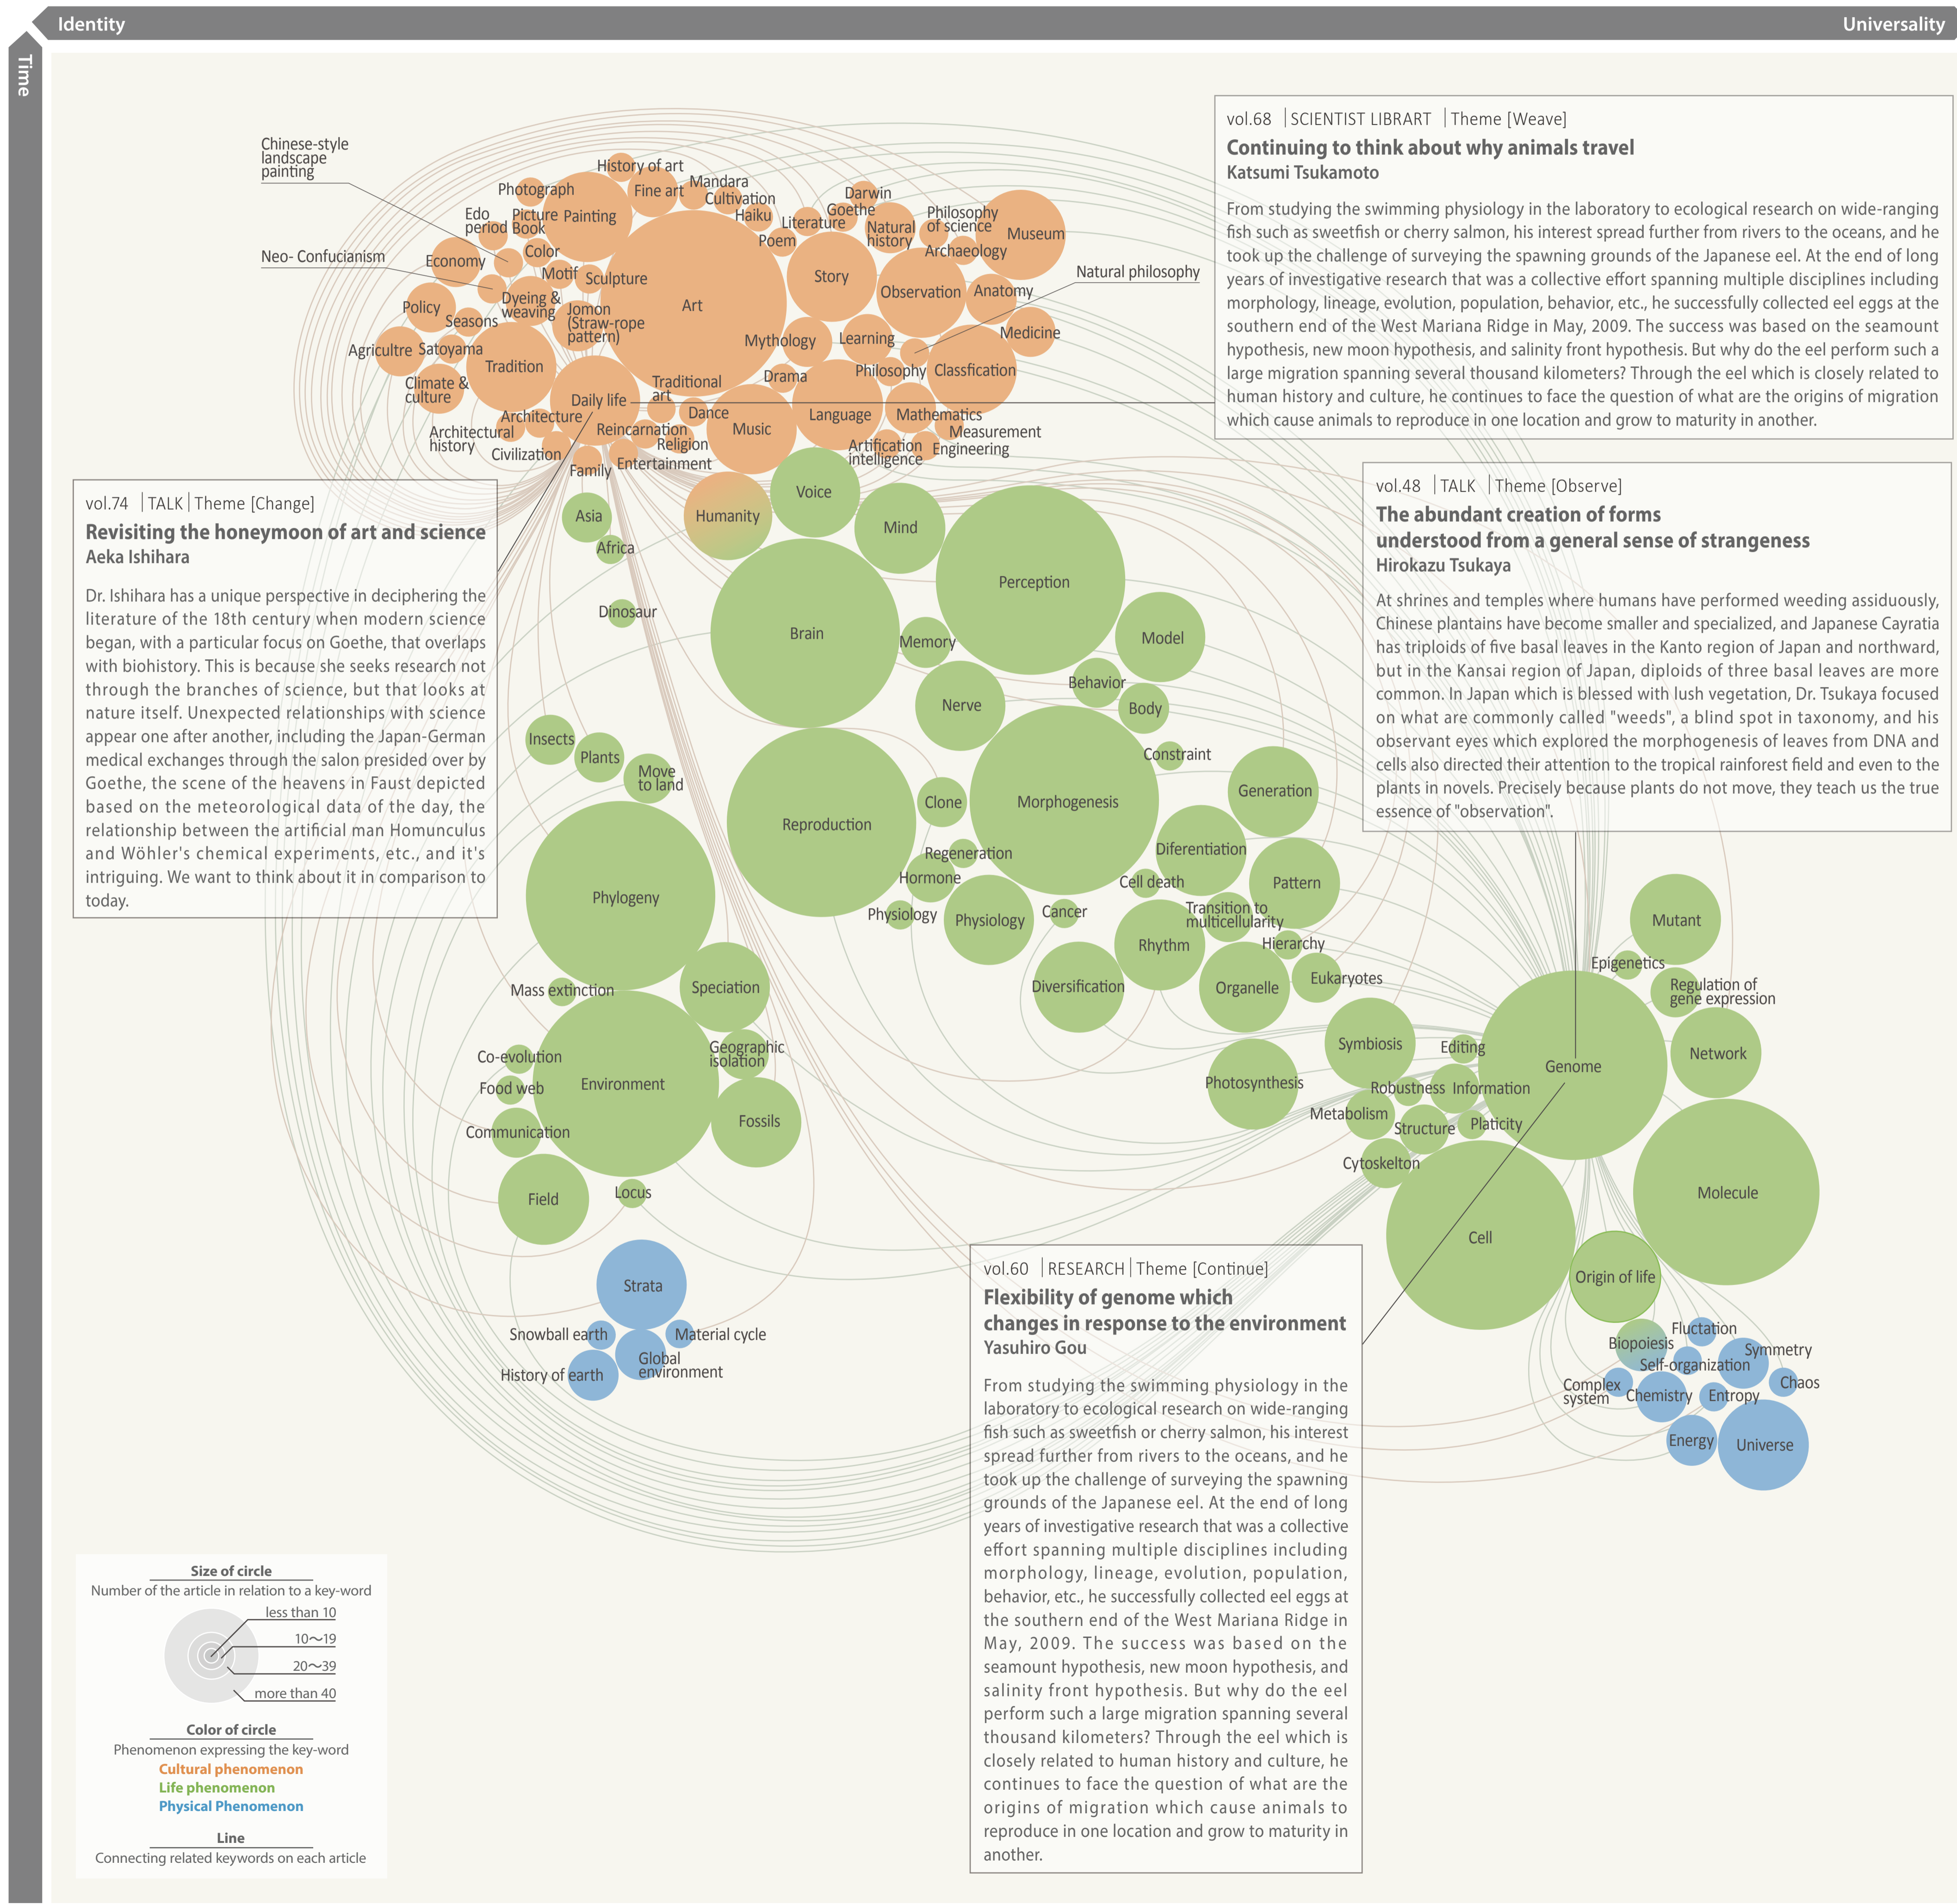 Identity
Universality
Time
Chinese-style
landscape
painting
Neo- Confucianism
Natural philosophy
History of art
Photograph
Painting
Fine art
Mandara
Cultivation
Haiku
Darwin
Goethe
Literature
Poem
Natural
history
Philosophy
of science
Archaeology
Museum
Edo
period
Picture
Book
Color
Economy
Motif
Sculpture
Story
Observation
Anatomy
Art
Dyeing &
weaving
Policy
Seasons
Jomon
(Straw-rope
pattern)
Mythology
Learning
Medicine
Agricultre
Satoyama
Tradition
Climate &
culture
Traditional
art
Drama
Philosophy
Classfication
Daily life
Architecture
Dance
Music
Language
Mathematics
Measurement
Architectural
history
Reincarnation
Religion
Civilization
Entertainment
Artification
intelligence
Engineering
Family
vol.68 SCIENTIST LIBRART Theme [Weave]
Continuing to think about why animals travel
Katsumi Tsukamoto
From studying the swimming physiology in the laboratory to ecological research on wide-ranging
fish such as sweetfish or cherry salmon, his interest spread further from rivers to the oceans, and he
took up the challenge of surveying the spawning grounds of the Japanese eel. At the end of long
years of investigative research that was a collective effort spanning multiple disciplines including
morphology, lineage, evolution, population, behavior, etc., he successfully collected eel eggs at the
southern end of the West Mariana Ridge in May, 2009. The success was based on the seamount
hypothesis, new moon hypothesis, and salinity front hypothesis. But why do the eel perform such a
large migration spanning several thousand kilometers? Through the eel which is closely related to
human history and culture, he continues to face the question of what are the origins of migration
which cause animals to reproduce in one location and grow to maturity in another.
vol.74 TALK Theme [Change]
Revisiting the honeymoon of art and science
Aeka Ishihara
Dr. Ishihara has a unique perspective in deciphering the
literature of the 18th century when modern science
began, with a particular focus on Goethe, that overlaps
with biohistory. This is because she seeks research not
through the branches of science, but that looks at
nature itself. Unexpected relationships with science
appear one after another, including the Japan-German
medical exchanges through the salon presided over by
Goethe, the scene of the heavens in Faust depicted
based on the meteorological data of the day, the
relationship between the artificial man Homunculus
and Wöhler's chemical experiments, etc., and it's
intriguing. We want to think about it in comparison to
today.
vol.48 TALK Theme [Observe]
The abundant creation of forms
understood from a general sense of strangeness
Hirokazu Tsukaya
At shrines and temples where humans have performed weeding assiduously,
Chinese plantains have become smaller and specialized, and Japanese Cayratia
has triploids of five basal leaves in the Kanto region of Japan and northward,
but in the Kansai region of Japan, diploids of three basal leaves are more
common. In Japan which is blessed with lush vegetation, Dr. Tsukaya focused
on what are commonly called "weeds", a blind spot in taxonomy, and his
observant eyes which explored the morphogenesis of leaves from DNA and
cells also directed their attention to the tropical rainforest field and even to the
plants in novels. Precisely because plants do not move, they teach us the true
essence of "observation".
Asia
Africa
Dinosaur
Humanity
Voice
Mind
Perception
Brain
Memory
Model
Nerve
Behavior
Body
Constraint
Insects
Plants
Move
to land
Reproduction
Clone
Morphogenesis
Generation
Phylogeny
Regeneration
Hormone
Physiology
Physiology
Cancer
Cell death
Diferentiation
Pattern
Transition to
multicellularity
Hierarchy
Rhythm
Diversification
Organelle
Eukaryotes
Mass extinction
Speciation
Co-evolution
Food web
Environment
Geographic
isolation
Communication
Fossils
Field
Locus
Mutant
Epigenetics
Regulation of
gene expression
Network
Symbiosis
Editing
Genome
Photosynthesis
Robustness
Information
Metabolism
Structure
Platicity
Cytoskelton
Cell
Molecule
Origin of life
Strata
Snowball earth
Material cycle
Global
environment
History of earth
Biopoiesis
Fluctation
Symmetry
Self-organization
Complex
system
Chemistry
Entropy
Chaos
Energy
Universe
vol.60 RESEARCH Theme [Continue]
Flexibility of genome which
changes in response to the environment
Yasuhiro Gou
From studying the swimming physiology in the
laboratory to ecological research on wide-ranging
fish such as sweetfish or cherry salmon, his interest
spread further from rivers to the oceans, and he
took up the challenge of surveying the spawning
grounds of the Japanese eel. At the end of long
years of investigative research that was a collective
effort spanning multiple disciplines including
morphology, lineage, evolution, population,
behavior, etc., he successfully collected eel eggs at
the southern end of the West Mariana Ridge in
May, 2009. The success was based on the
seamount hypothesis, new moon hypothesis, and
salinity front hypothesis. But why do the eel
perform such a large migration spanning several
thousand kilometers? Through the eel which is
closely related to human history and culture, he
continues to face the question of what are the
origins of migration which cause animals to
reproduce in one location and grow to maturity in
another.
Size of circle
Number of the article in relation to a key-word
less than 10
10〜19
20〜39
more than 40
Color of circle
Phenomenon expressing the key-word
Cultural phenomenon
Life phenomenon
Physical Phenomenon
Line
Connecting related keywords on each article